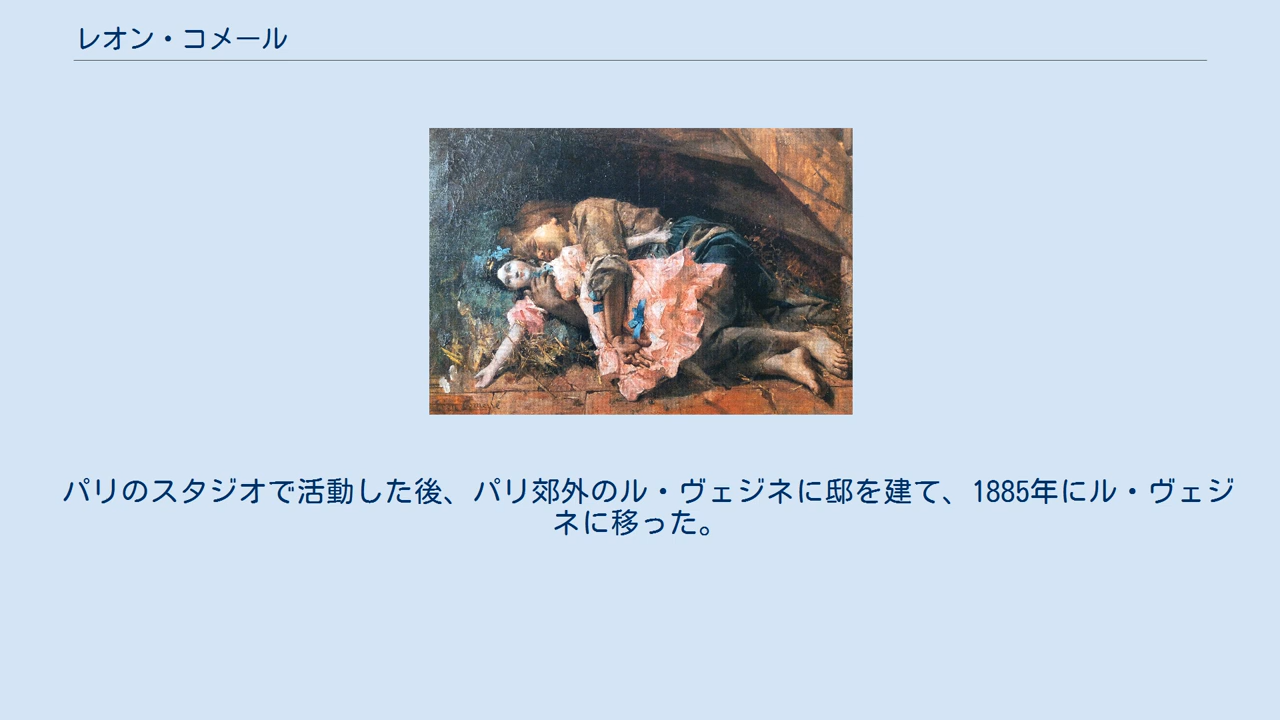 レオン・コメール
パリのスタジオで活動した後、パリ郊外のル・ヴェジネに邸を建て、1885年にル・ヴェジ
ネに移った。